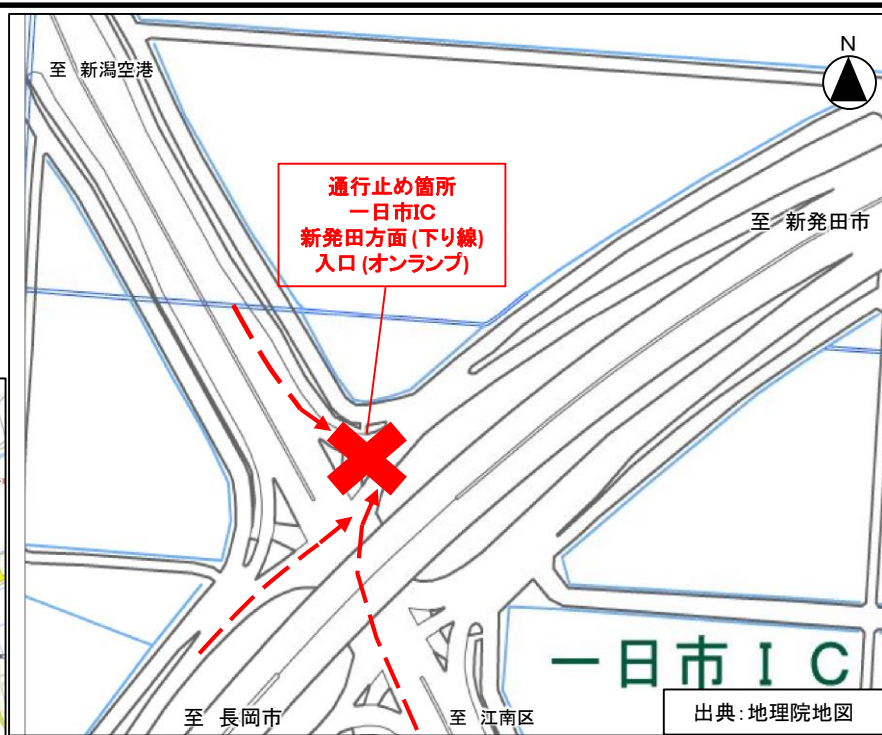 N
至 新潟空港
通行止め箇所
一日市IC
新発田方面(下り線)
入口(オンランプ)
至 新発田市
一日市IC
至 長岡市
至 江南区
出典:地理院地図